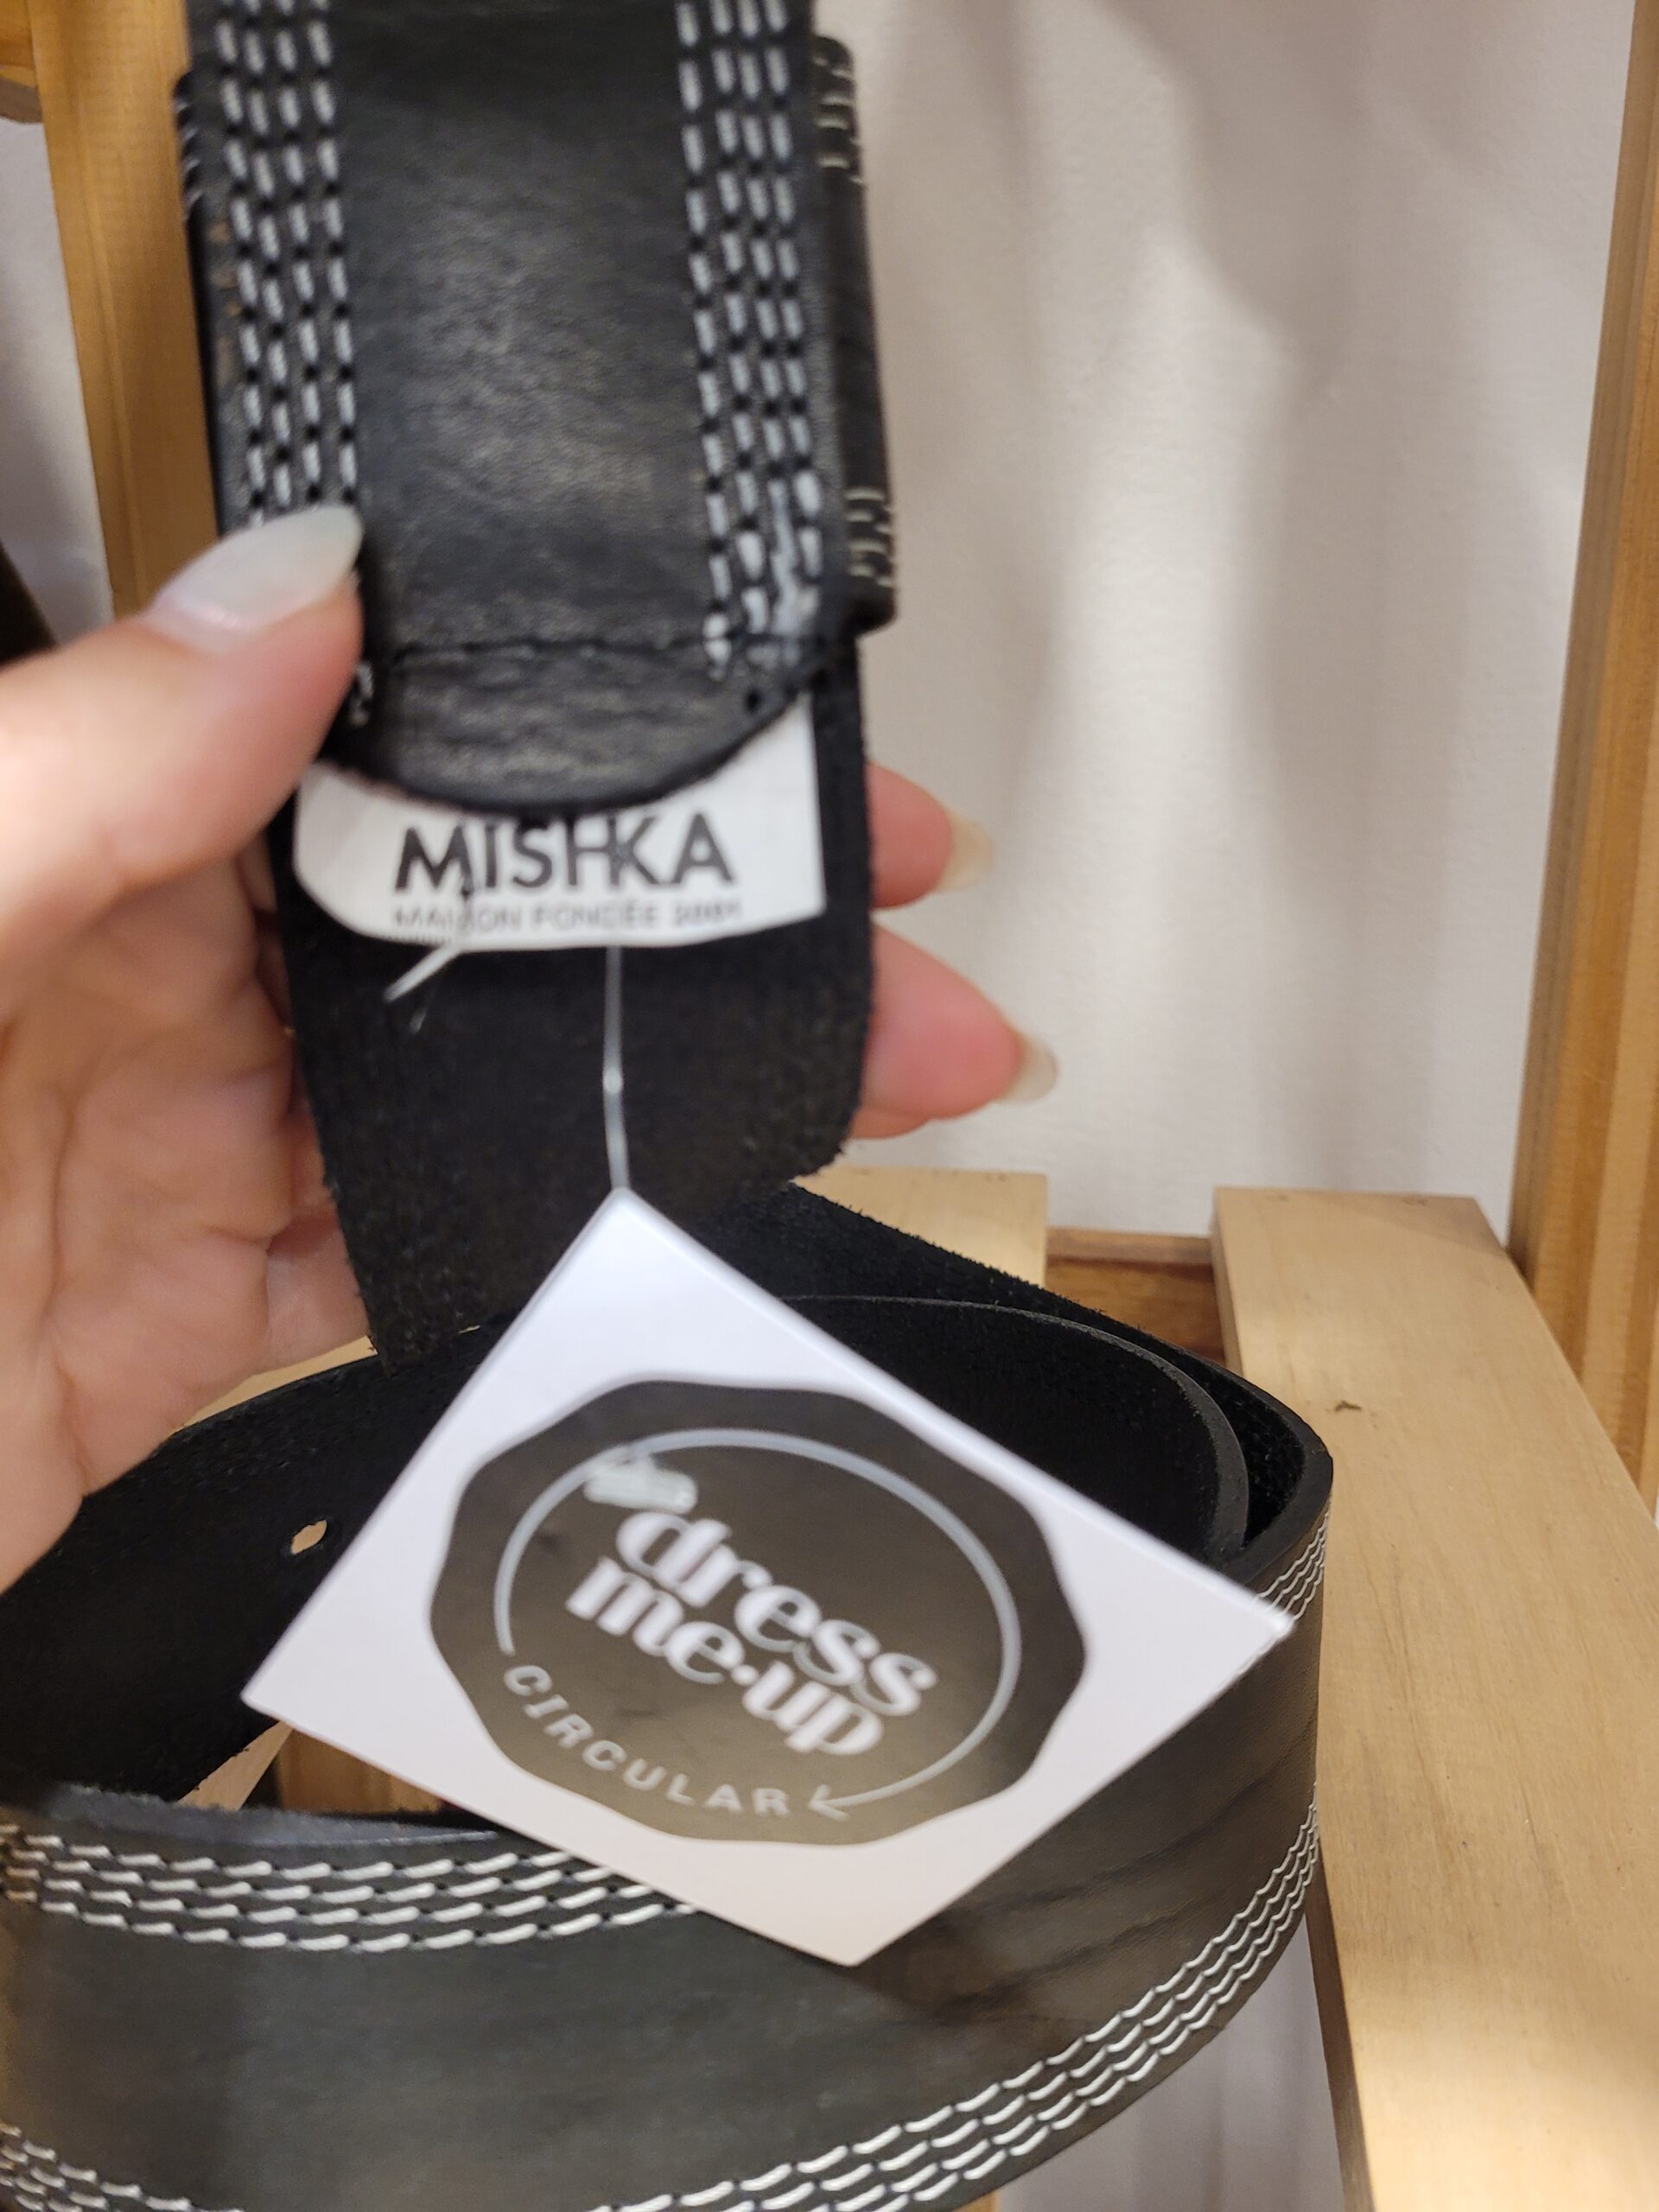 MISHKA
MAISON FONDÉE 2001
dress
me·up
CIRCULAR